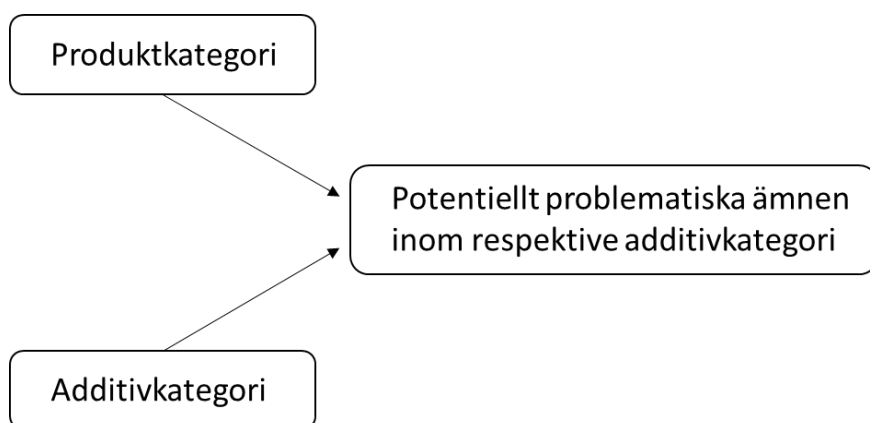 Produktkategori
Potentiellt problematiska ämnen
inom respektive additivkategori
Additivkategori